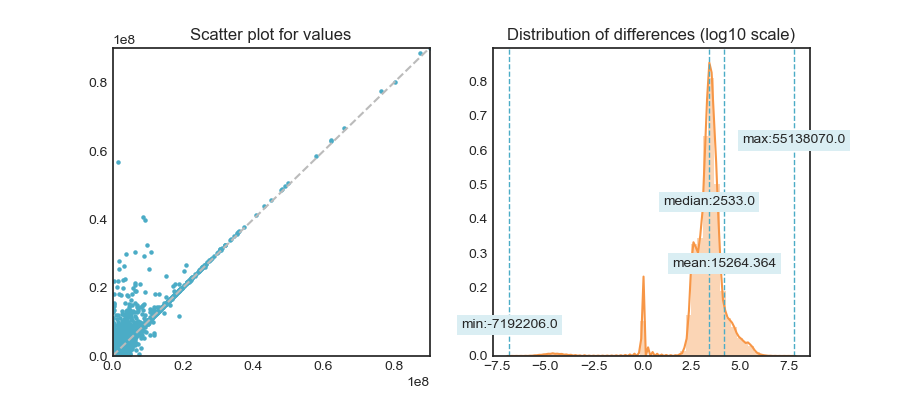 Scatter plot for values
1e8
0.8
0.6
0.4
0.2
0.0
0.0 0.2 0.4 0.6 0.8
1e8
Distribution of differences (log10 scale)
0.8
0.7
0.6
0.5
0.4
0.3
0.2
0.1
0.0
max:55138070.0
median:2533.0
mean:15264.364
min:-7192206.0
−7.5 −5.0 −2.5 0.0 2.5 5.0 7.5